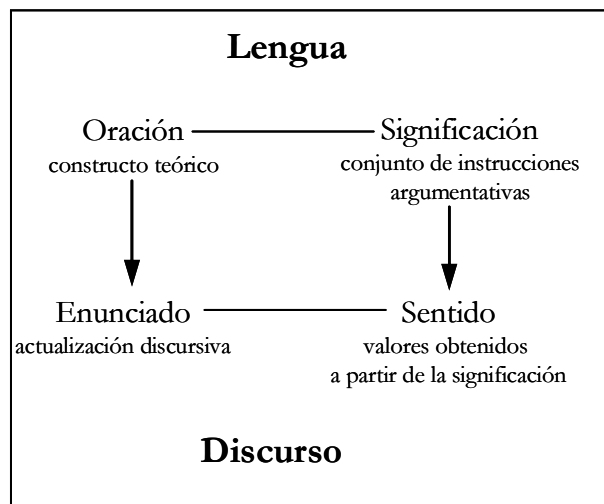 Lengua
Oración Significación
constructo teórico conjunto de instrucciones
argumentativas
Enunciado Sentido
actualización discursiva valores obtenidos
a partir de la significación
Discurso